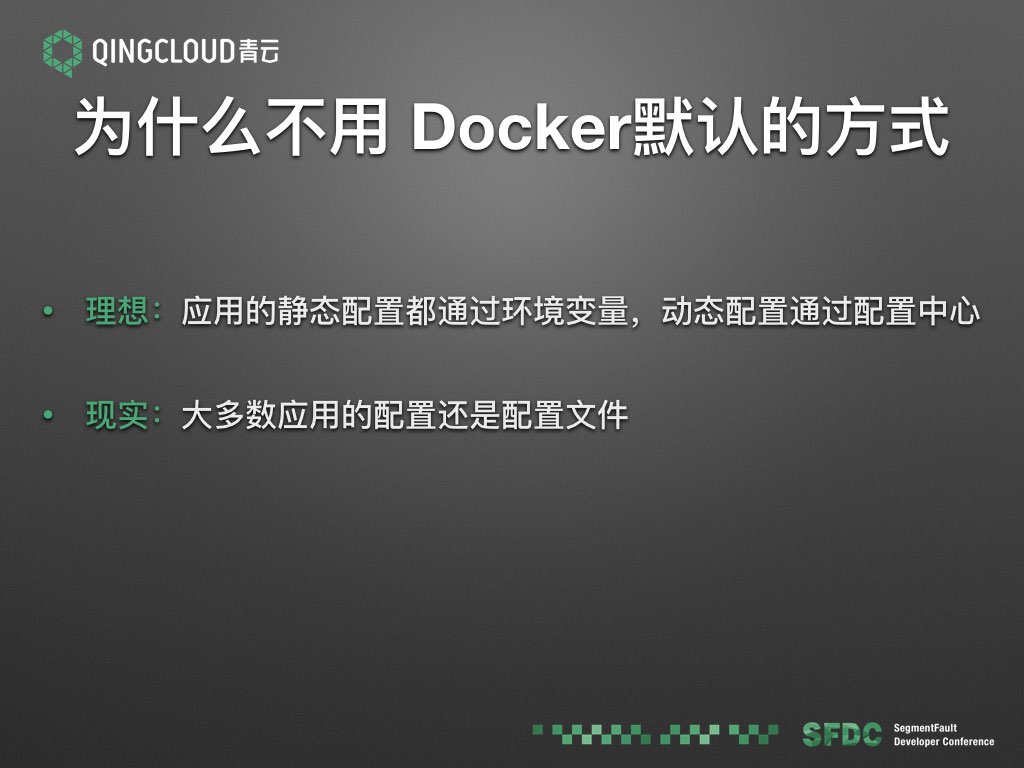 QINGCLOUD青云
为什么不用 Docker默认的方式
• 理想：应用的静态配置都通过环境变量，动态配置通过配置中心
• 现实：大多数应用的配置还是配置文件
SFDC
SegmentFault
Developer Conference